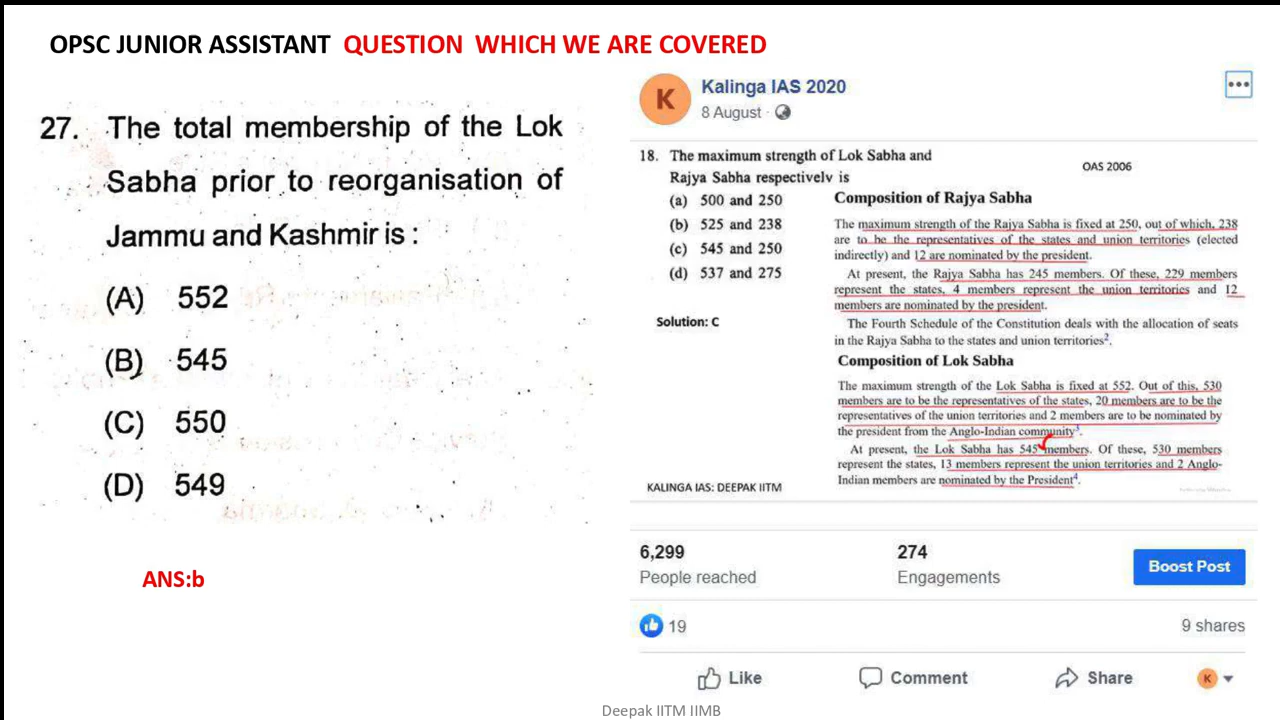 OPSC JUNIOR ASSISTANT QUESTION WHICH WE ARE COVERED
27. The total membership of the Lok
Sabha prior to reorganisation of
Jammu and Kashmir is :
(A) 552
(B) 545
(C) 550
(D) 549
ANS:b
K
Kalinga IAS 2020
8 August ·
18. The maximum strength of Lok Sabha and
Rajya Sabha respectively is
(a) 500 and 250
(b) 525 and 238
(c) 545 and 250
(d) 537 and 275
Solution: C
KALINGA IAS: DEEPAK IITM
OAS 2006
Composition of Rajya Sabha
The maximum strength of the Rajya Sabha is fixed at 250, out of which, 238
are to be the representatives of the states and union territories (elected
indirectly) and 12 are nominated by the president.
At present, the Rajya Sabha has 245 members. Of these, 229 members
represent the states, 4 members represent the union territories and 12
members are nominated by the president.
The Fourth Schedule of the Constitution deals with the allocation of seats
in the Rajya Sabha to the states and union territories2.
Composition of Lok Sabha
The maximum strength of the Lok Sabha is fixed at 552. Out of this, 530
members are to be the representatives of the states, 20 members are to be the
representatives of the union territories and 2 members are to be nominated by
the president from the Anglo-Indian community3.
At present, the Lok Sabha has 545 members. Of these, 530 members
represent the states, 13 members represent the union territories and 2 Anglo-
Indian members are nominated by the President4.
6,299
People reached
274
Engagements
Boost Post
19
9 shares
Like
Comment
Share
K
Deepak IITM IIMB